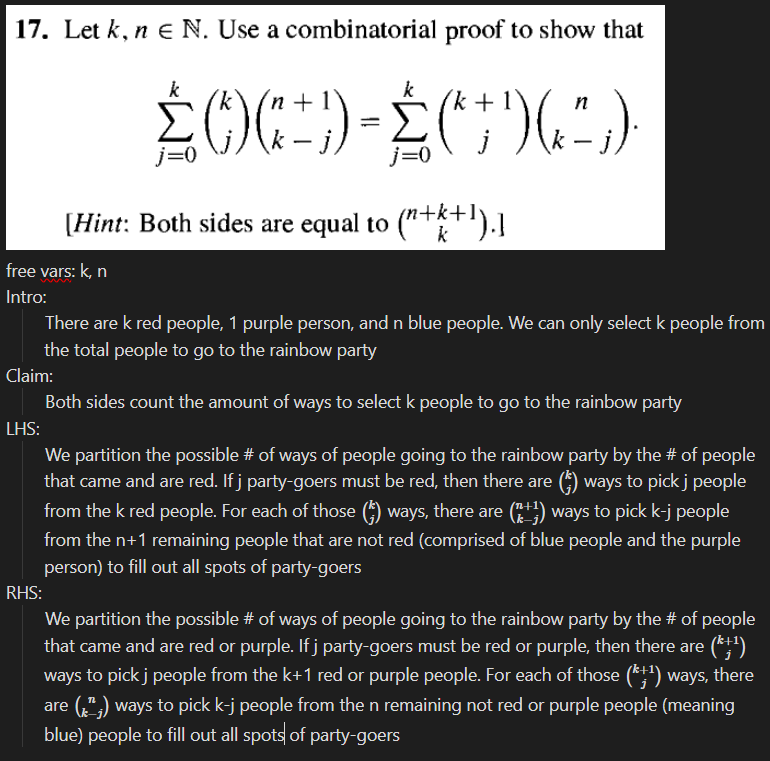 17. Let k, n ∈ N. Use a combinatorial proof to show that
\sum_{j=0}^{k} \binom{k}{j} \binom{n+1}{k-j} = \sum_{j=0}^{k} \binom{k+1}{j} \binom{n}{k-j}.
[Hint: Both sides are equal to \binom{n+k+1}{k}.]
free vars: k, n
Intro:
There are k red people, 1 purple person, and n blue people. We can only select k people from
the total people to go to the rainbow party
Claim:
Both sides count the amount of ways to select k people to go to the rainbow party
LHS:
We partition the possible # of ways of people going to the rainbow party by the # of people
that came and are red. If j party-goers must be red, then there are \binom{k}{j} ways to pick j people
from the k red people. For each of those \binom{k}{j} ways, there are \binom{n+1}{k-j} ways to pick k-j people
from the n+1 remaining people that are not red (comprised of blue people and the purple
person) to fill out all spots of party-goers
RHS:
We partition the possible # of ways of people going to the rainbow party by the # of people
that came and are red or purple. If j party-goers must be red or purple, then there are \binom{k+1}{j}
ways to pick j people from the k+1 red or purple people. For each of those \binom{k+1}{j} ways, there
are \binom{n}{k-j} ways to pick k-j people from the n remaining not red or purple people (meaning
blue) people to fill out all spots of party-goers